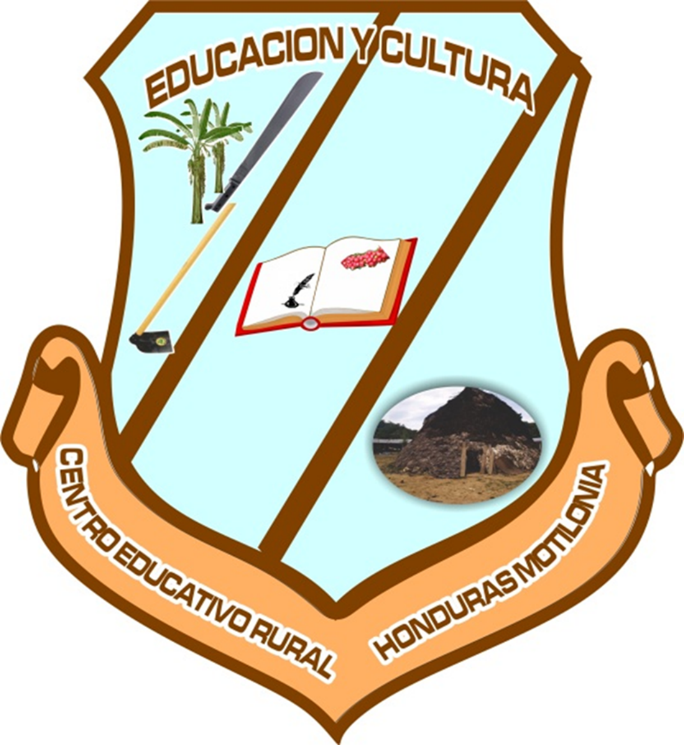 EDUCACION Y CULTURA
CENTRO EDUCATIVO RURAL
HONDURAS MOTILONIA